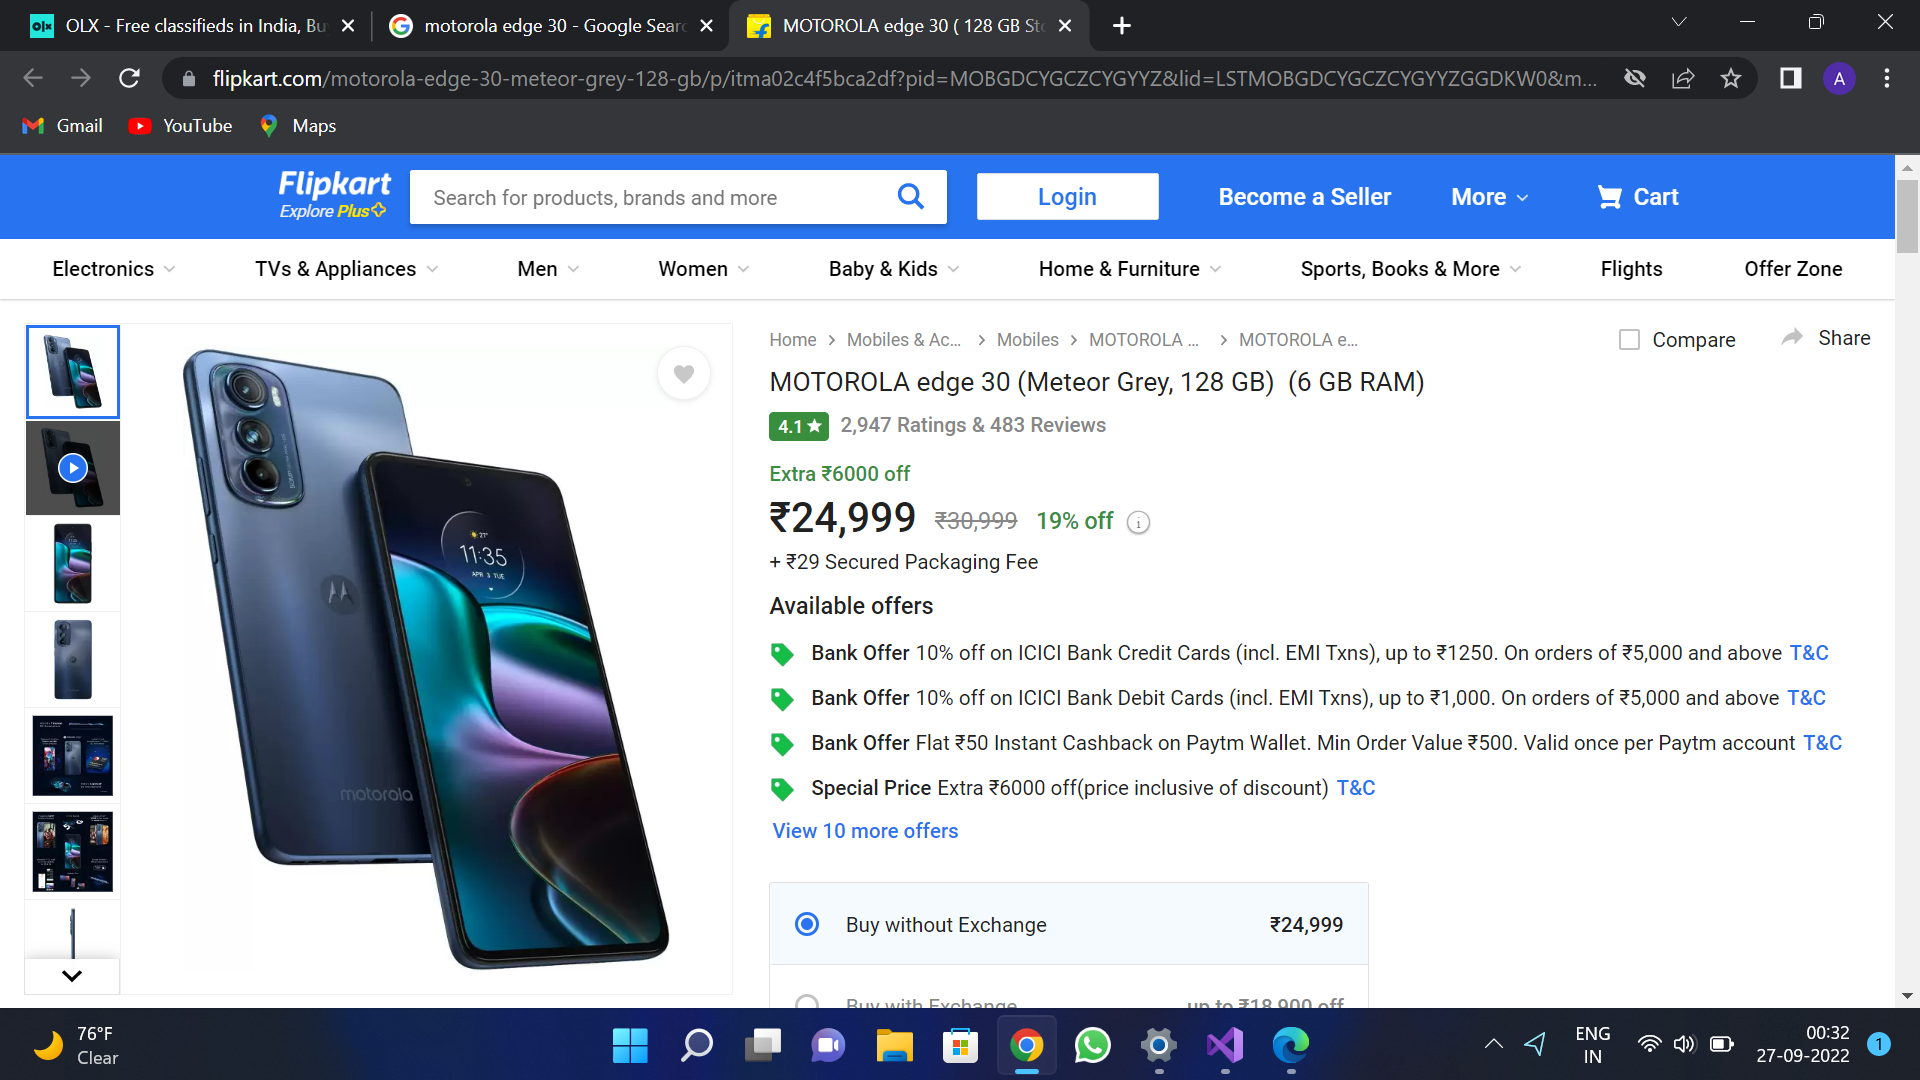 OLX - Free classifieds in India, Bu
motorola edge 30 - Google Searc
MOTOROLA edge 30 ( 128 GB Sto
flipkart.com/motorola-edge-30-meteor-grey-128-gb/p/itma02c4f5bca2df?pid=MOBGDCYGCZCYGYYZ&lid=LSTMOBGDCYGCZCYGYYZGGDKW0&m...
A
Gmail
YouTube
Maps
Flipkart
Explore Plus
Search for products, brands and more
Login
Become a Seller
More
Cart
Electronics
TVs & Appliances
Men
Women
Baby & Kids
Home & Furniture
Sports, Books & More
Flights
Offer Zone
Home
Mobiles & Ac...
Mobiles
MOTOROLA ...
MOTOROLA e...
Compare
Share
MOTOROLA edge 30 (Meteor Grey, 128 GB) (6 GB RAM)
4.1★
2,947 Ratings & 483 Reviews
Extra ₹6000 off
₹24,999
₹30,999
19% off
i
+ ₹29 Secured Packaging Fee
27°
11:35
APR 3 TUE
motorola
Available offers
Bank Offer 10% off on ICICI Bank Credit Cards (incl. EMI Txns), up to ₹1250. On orders of ₹5,000 and above T&C
Bank Offer 10% off on ICICI Bank Debit Cards (incl. EMI Txns), up to ₹1,000. On orders of ₹5,000 and above T&C
Bank Offer Flat ₹50 Instant Cashback on Paytm Wallet. Min Order Value ₹500. Valid once per Paytm account T&C
Special Price Extra ₹6000 off(price inclusive of discount) T&C
View 10 more offers
Buy without Exchange
₹24,999
Buy with Exchange
up to ₹18,900 off
76°F
Clear
ENG
IN
00:32
27-09-2022
1